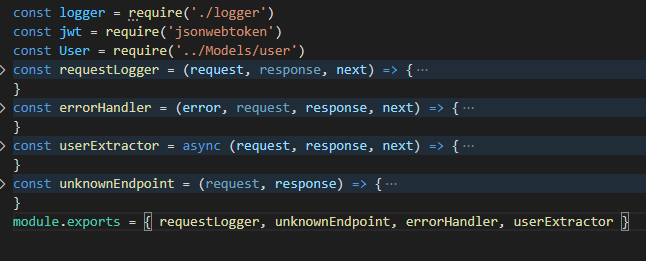 const logger = require('./logger')
const jwt = require('jsonwebtoken')
const User = require('../Models/user')
const requestLogger = (request, response, next) => { ···
}
const errorHandler = (error, request, response, next) => { ···
}
const userExtractor = async (request, response, next) => { ···
}
const unknownEndpoint = (request, response) => { ···
}
module.exports = { requestLogger, unknownEndpoint, errorHandler, userExtractor }